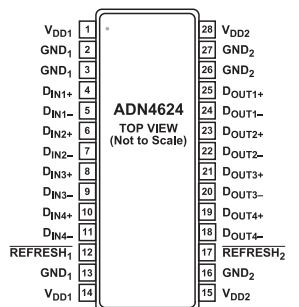 VDD1 1 28 VDD2
GND1 2 27 GND2
GND1 3 26 GND2
DIN1+ 4 25 DOUT1+
DIN1– 5 24 DOUT1–
DIN2+ 6 23 DOUT2+
DIN2– 7 22 DOUT2–
DIN3+ 8 21 DOUT3+
DIN3– 9 20 DOUT3–
DIN4+ 10 19 DOUT4+
DIN4– 11 18 DOUT4–
REFRESH1 12 17 REFRESH2
GND1 13 16 GND2
VDD1 14 15 VDD2
ADN4624
TOP VIEW
(Not to Scale)